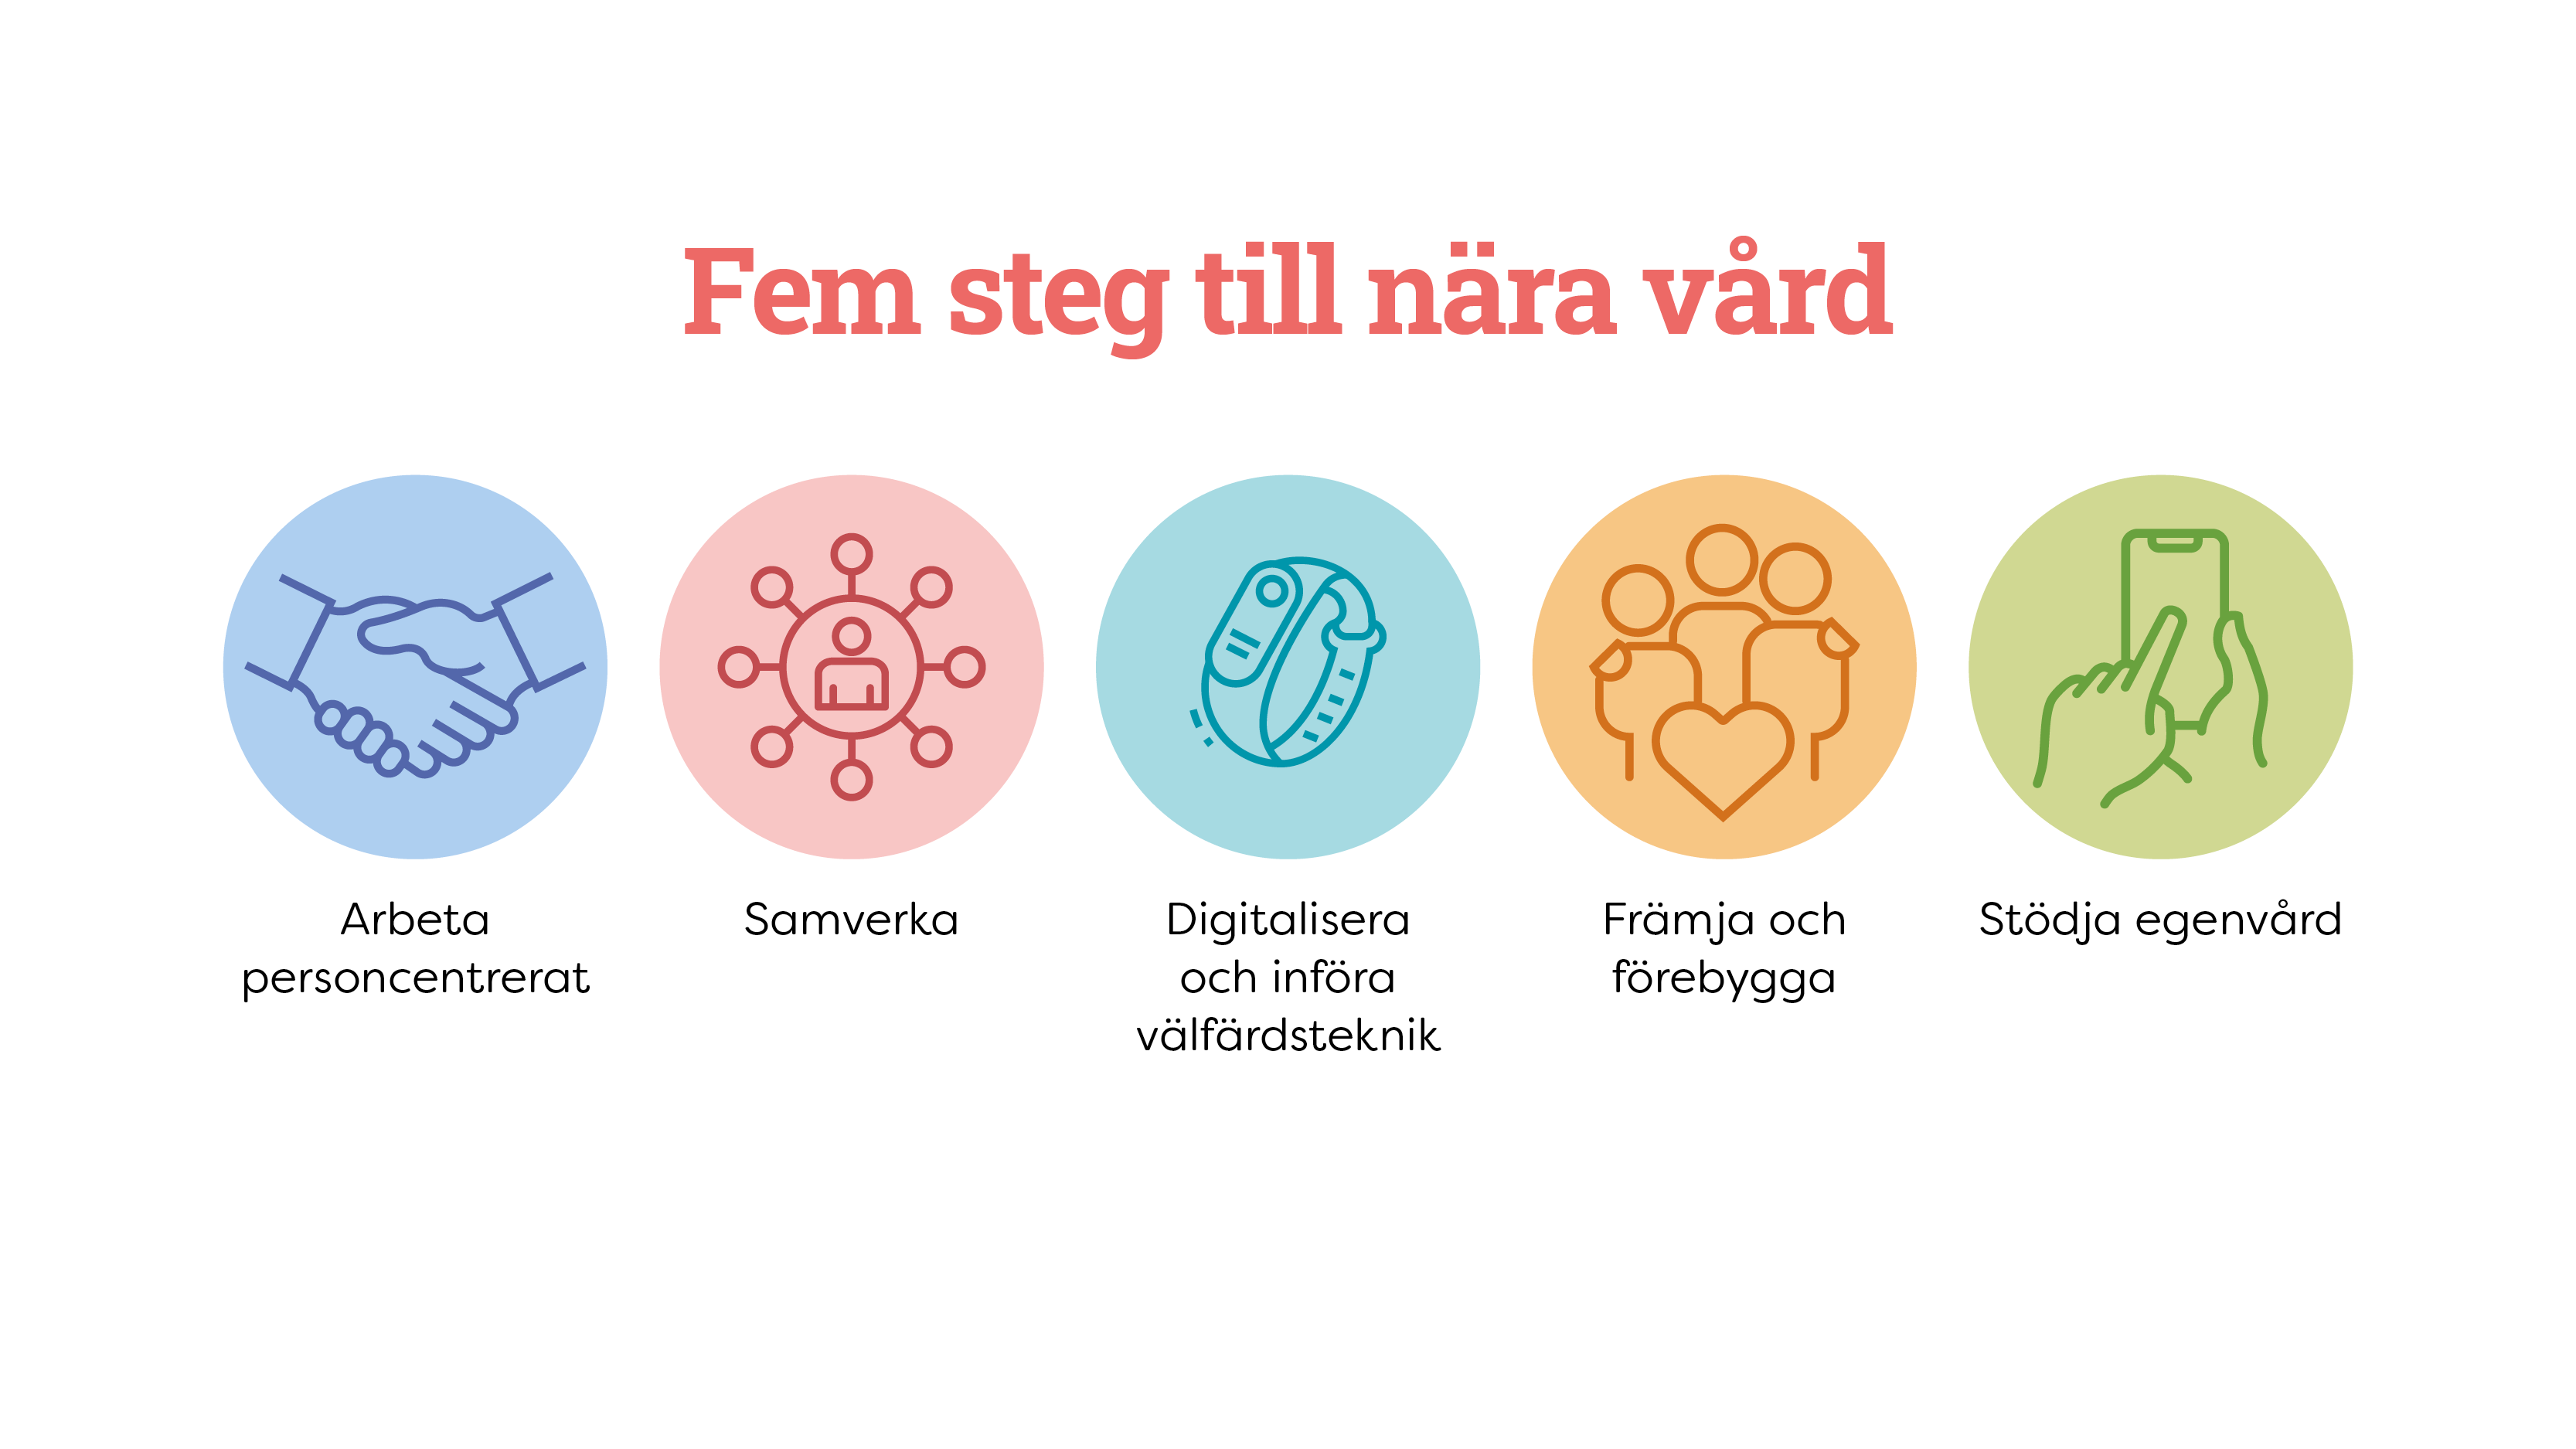 Fem steg till nära vård
Arbeta
personcentrerat
Samverka
Digitalisera
och införa
välfärdsteknik
Främja och
förebygga
Stödja egenvård